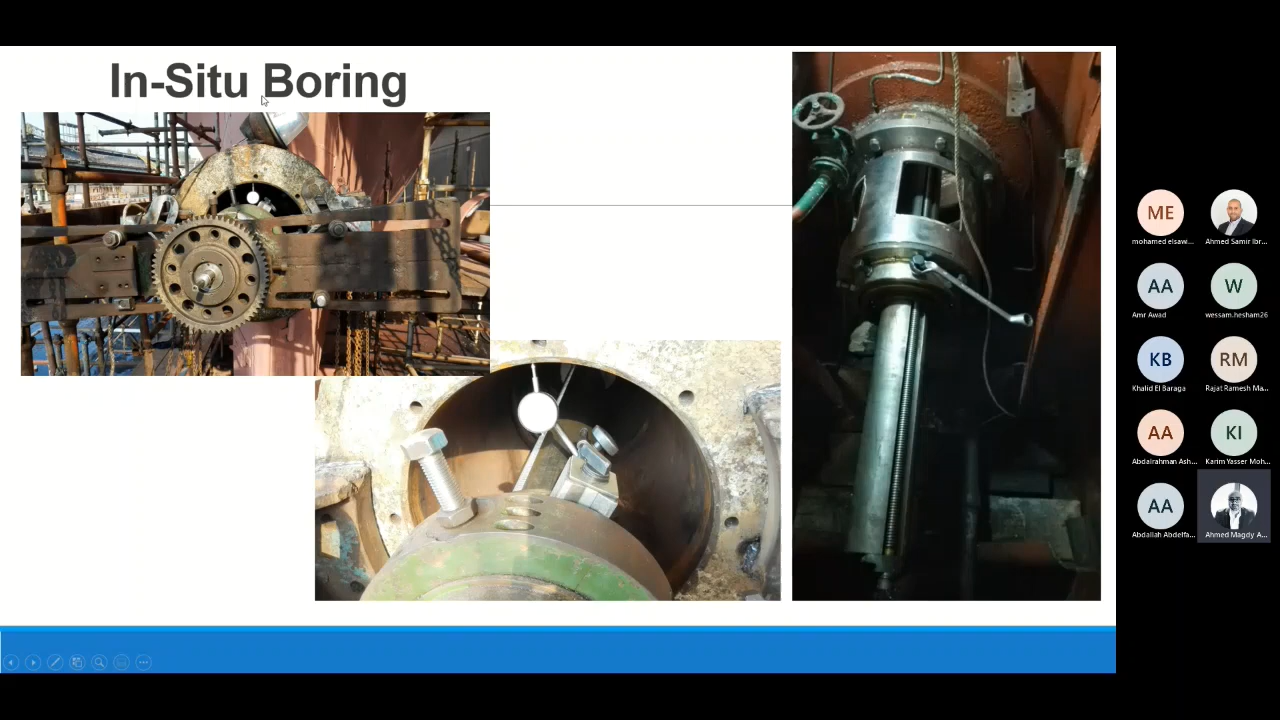 In-Situ Boring
ME
mohamed elsaw...
Ahmed Samir Ibr...
AA
Amr Awad
W
wessam.hesham26
KB
Khalid El Baraga
RM
Rajat Ramesh Ma...
AA
Abdalrahman Ash...
KI
Karim Yasser Moh...
AA
Abdallah Abdelfa...
Ahmed Magdy A...